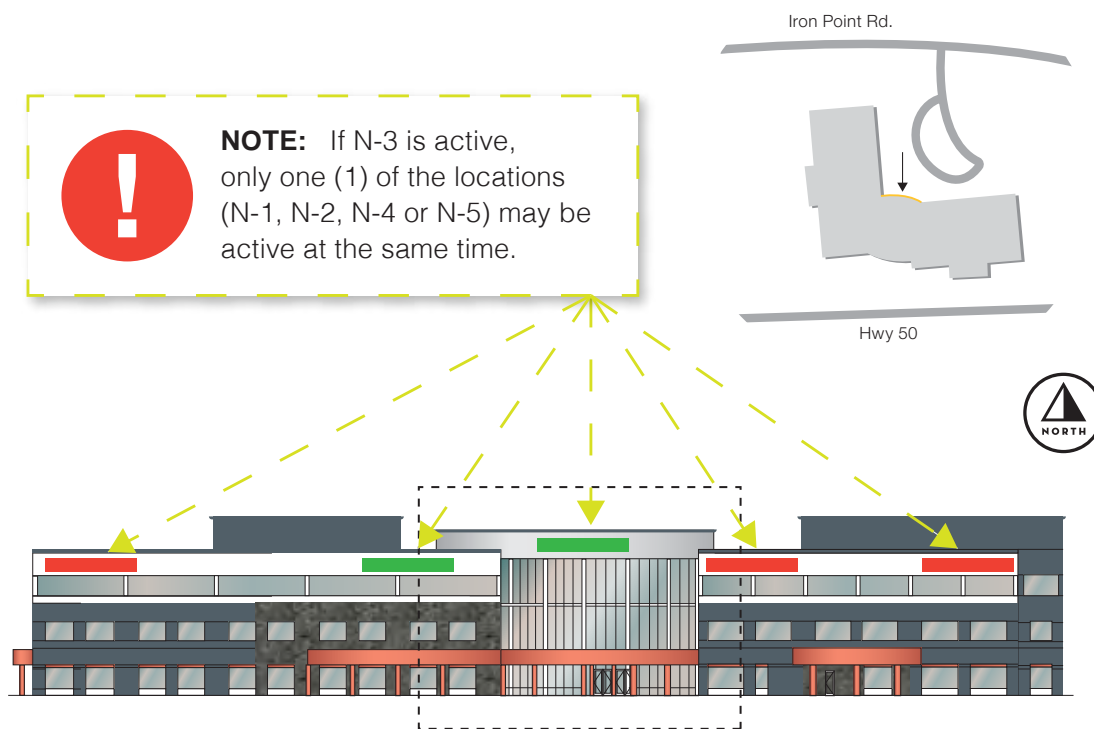 Iron Point Rd.
NOTE: If N-3 is active,
only one (1) of the locations
(N-1, N-2, N-4 or N-5) may be
active at the same time.
Hwy 50
NORTH